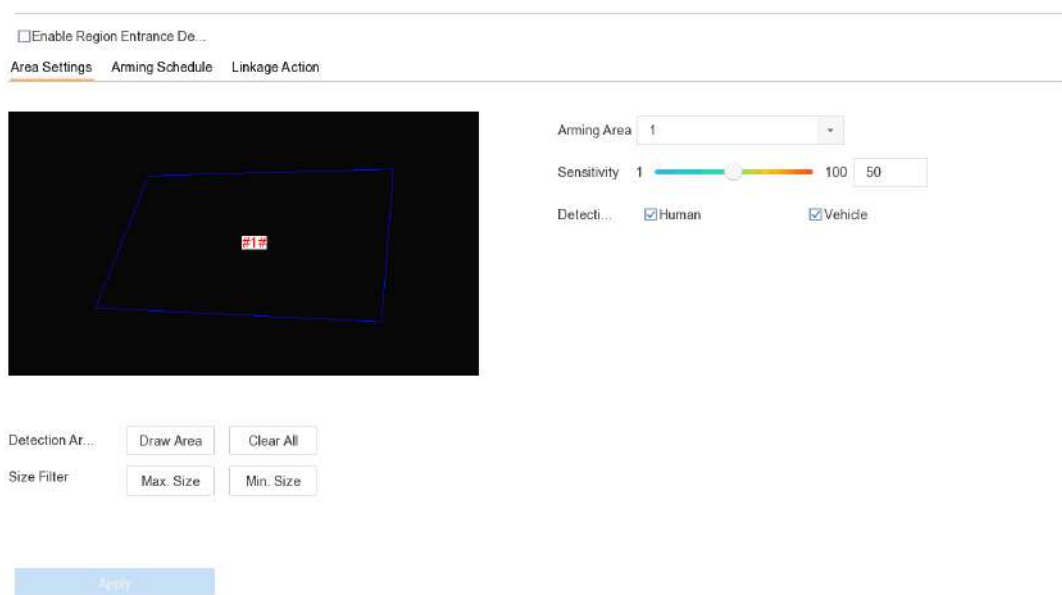 Enable Region Entrance De...
Area Settings Arming Schedule Linkage Action
#1#
Arming Area 1
Sensitivity 1 100 50
Detecti... Human Vehicle
Detection Ar... Draw Area Clear All
Size Filter Max. Size Min. Size
Apply